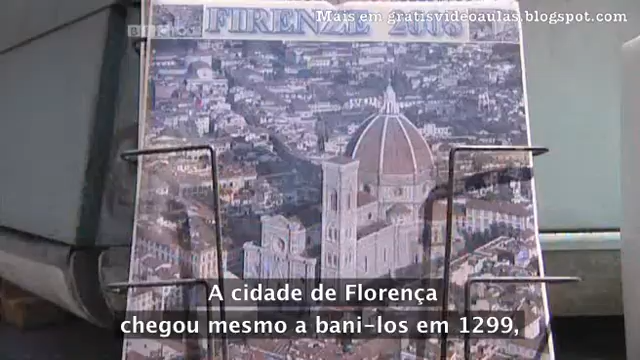 Mais em gratisvideoaulas.blogspot.com
FIRENZE 2008
A cidade de Florença
chegou mesmo a bani-los em 1299,